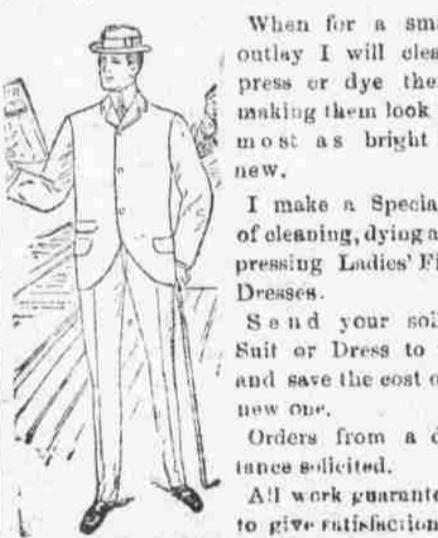 When for a sma
outlay I will clea
press or dye the
making them look
most as bright
new.
I make a Specia
of cleaning, dying a
pressing Ladies' Fi
Dresses.
Send your soi
Suit or Dress to
and save the cost o
new one.
Orders from a d
tance solicited.
All work guarante
to give satisfaction